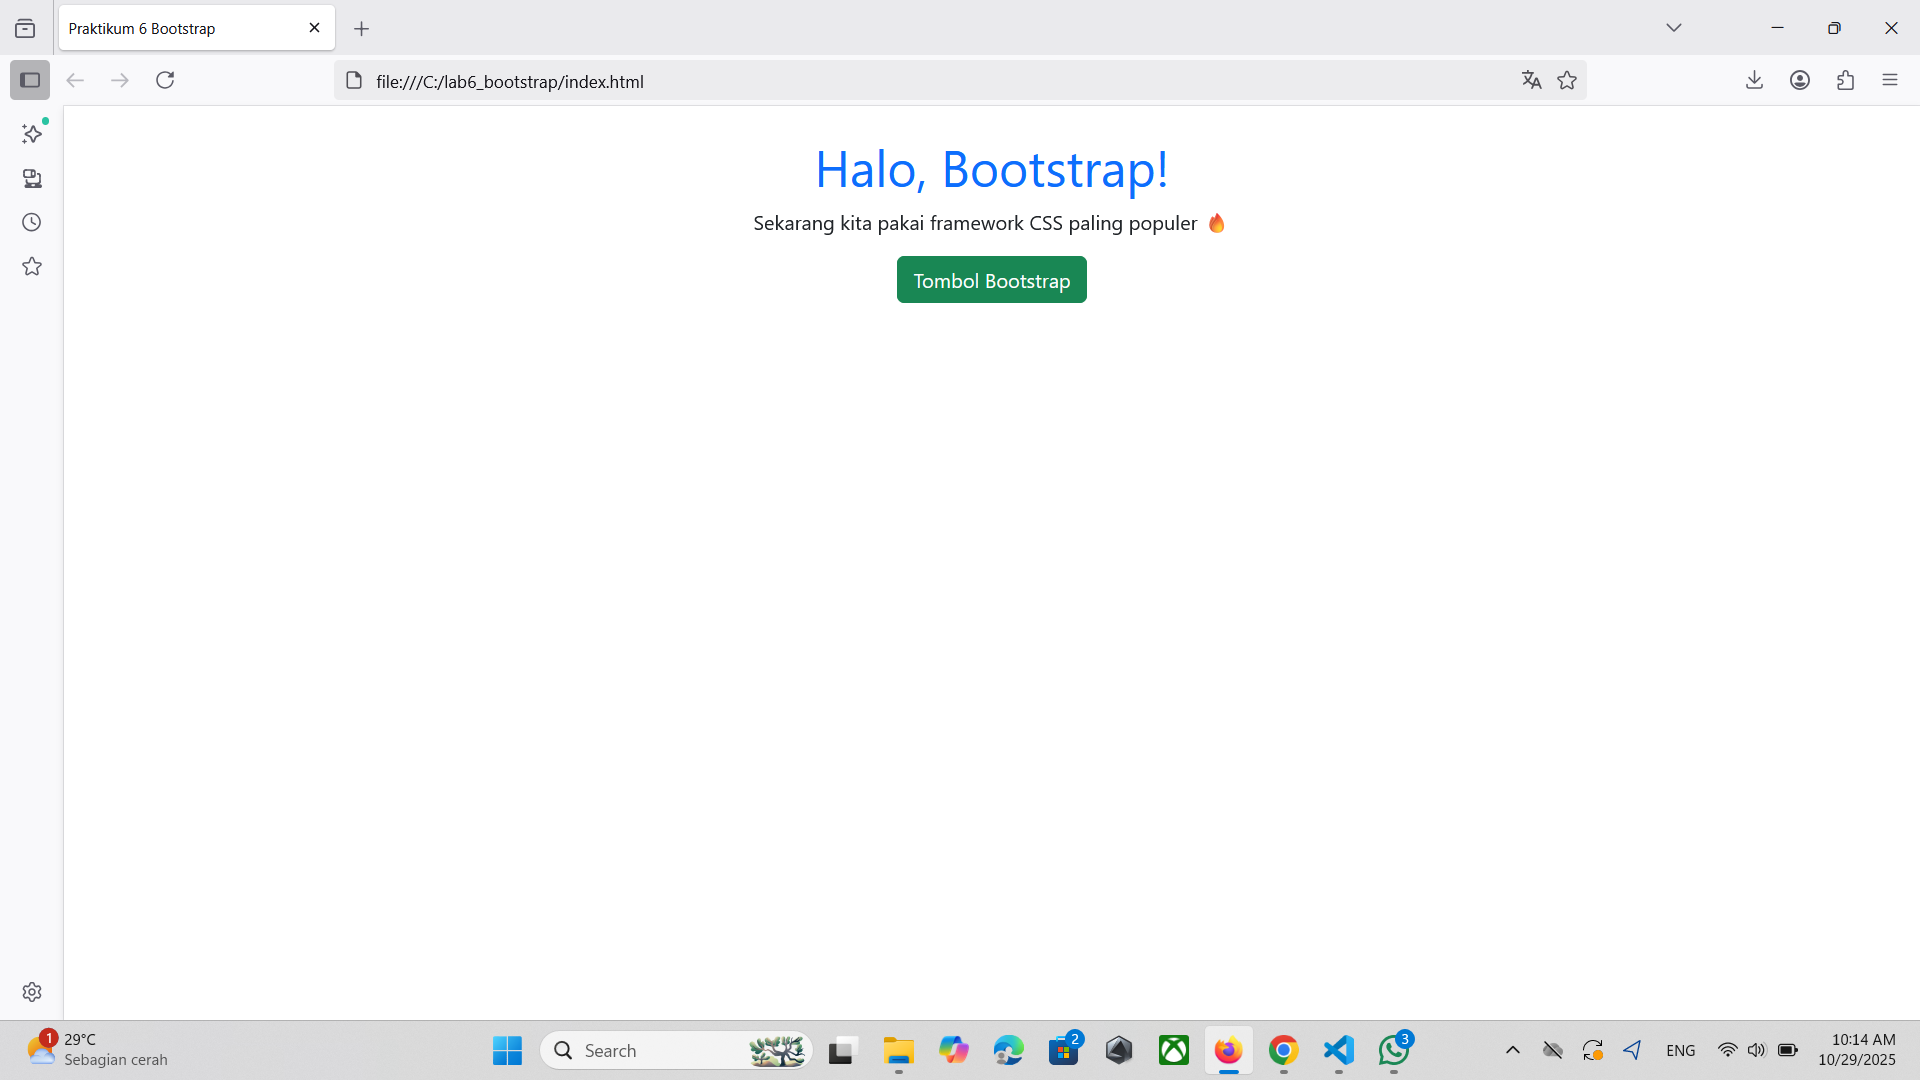 Praktikum 6 Bootstrap
file:///C:/lab6_bootstrap/index.html
Halo, Bootstrap!
Sekarang kita pakai framework CSS paling populer 🔥
Tombol Bootstrap
1
29°C
Sebagian cerah
Search
2
3
ENG
10:14 AM
10/29/2025